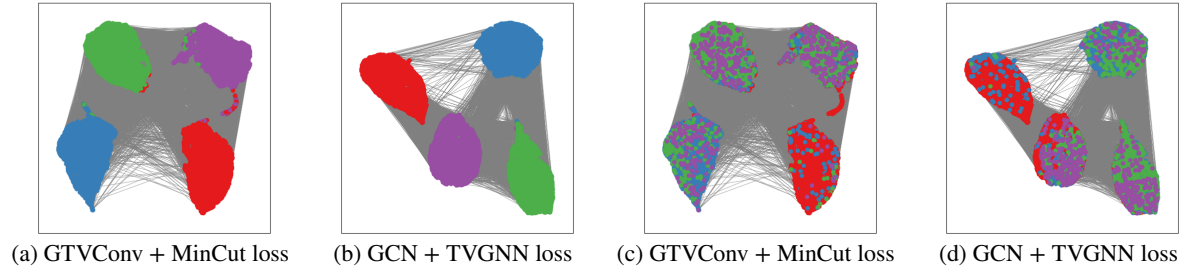 (a) GTVConv + MinCut loss
(b) GCN + TVGNN loss
(c) GTVConv + MinCut loss
(d) GCN + TVGNN loss